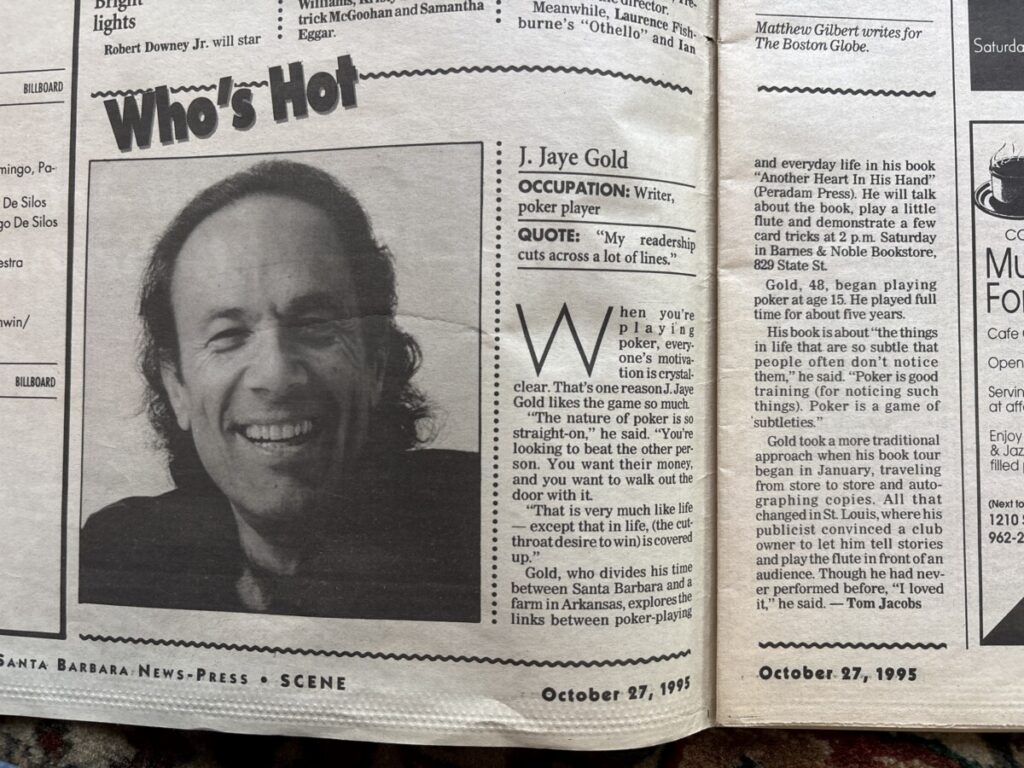 Bright
lights
Robert Downey Jr. will star
trick McGoohan and Samantha
Eggar.
director.
Meanwhile, Laurence Fish-
burne's "Othello" and Ian
BILLBOARD
mingo, Pa-
De Silos
go De Silos
estra
hwin/
BILLBOARD
Who's Hot
J. Jaye Gold
OCCUPATION: Writer,
poker player
QUOTE: "My readership
cuts across a lot of lines."
When you're
playing
poker, every-
one's motiva-
tion is crystal-
clear. That's one reason J. Jaye
Gold likes the game so much.
"The nature of poker is so
straight-on," he said. "You're
looking to beat the other per-
son. You want their money,
and you want to walk out the
door with it.
"That is very much like life
— except that in life, (the cut-
throat desire to win) is covered
up."
Gold, who divides his time
between Santa Barbara and a
farm in Arkansas, explores the
links between poker-playing
SANTA BARBARA NEWS-PRESS • SCENE
October 27, 1995
Matthew Gilbert writes for
The Boston Globe.
and everyday life in his book
"Another Heart In His Hand"
(Peradam Press). He will talk
about the book, play a little
flute and demonstrate a few
card tricks at 2 p.m. Saturday
in Barnes & Noble Bookstore,
829 State St.
Gold, 48, began playing
poker at age 15. He played full
time for about five years.
His book is about "the things
in life that are so subtle that
people often don't notice
them," he said. "Poker is good
training (for noticing such
things). Poker is a game of
subtleties."
Gold took a more traditional
approach when his book tour
began in January, traveling
from store to store and auto-
graphing copies. All that
changed in St. Louis, where his
publicist convinced a club
owner to let him tell stories
and play the flute in front of an
audience. Though he had nev-
er performed before, "I loved
it," he said. — Tom Jacobs
October 27, 1995
Saturda
CO
Mu
For
Cafe
Open
Servin
at aff
Enjoy
& Jaz
filled
(Next to
1210 S
962-2